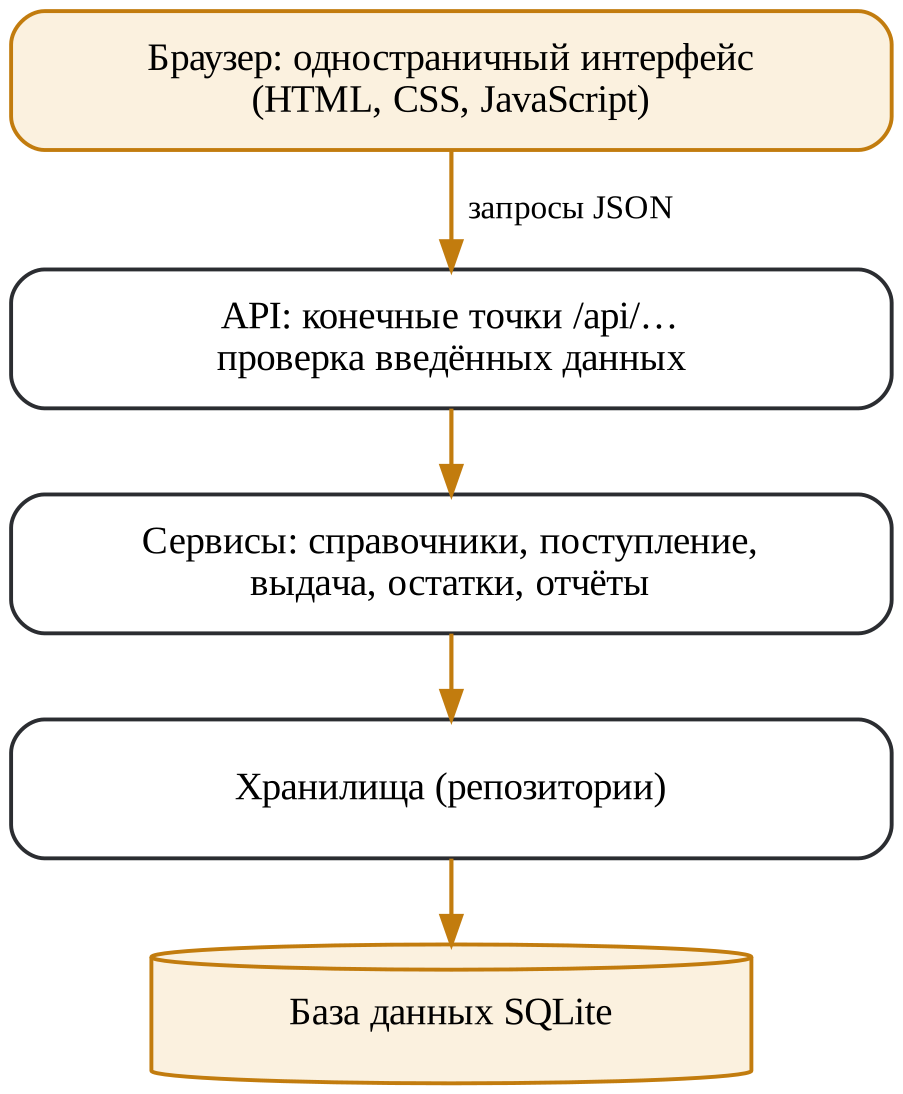 Браузер: одностраничный интерфейс
(HTML, CSS, JavaScript)
запросы JSON
API: конечные точки /api/…
проверка введённых данных
Сервисы: справочники, поступление,
выдача, остатки, отчёты
Хранилища (репозитории)
База данных SQLite